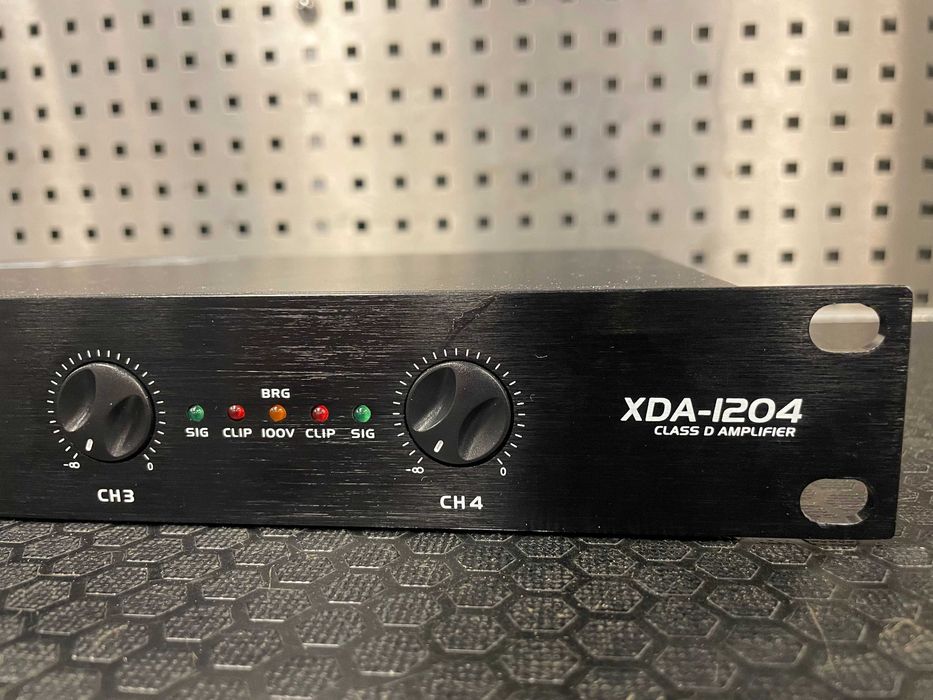 BRG
SIG CLIP 100V CLIP SIG
-∞ 0
-∞ 0
CH3
CH4
XDA-1204
CLASS D AMPLIFIER